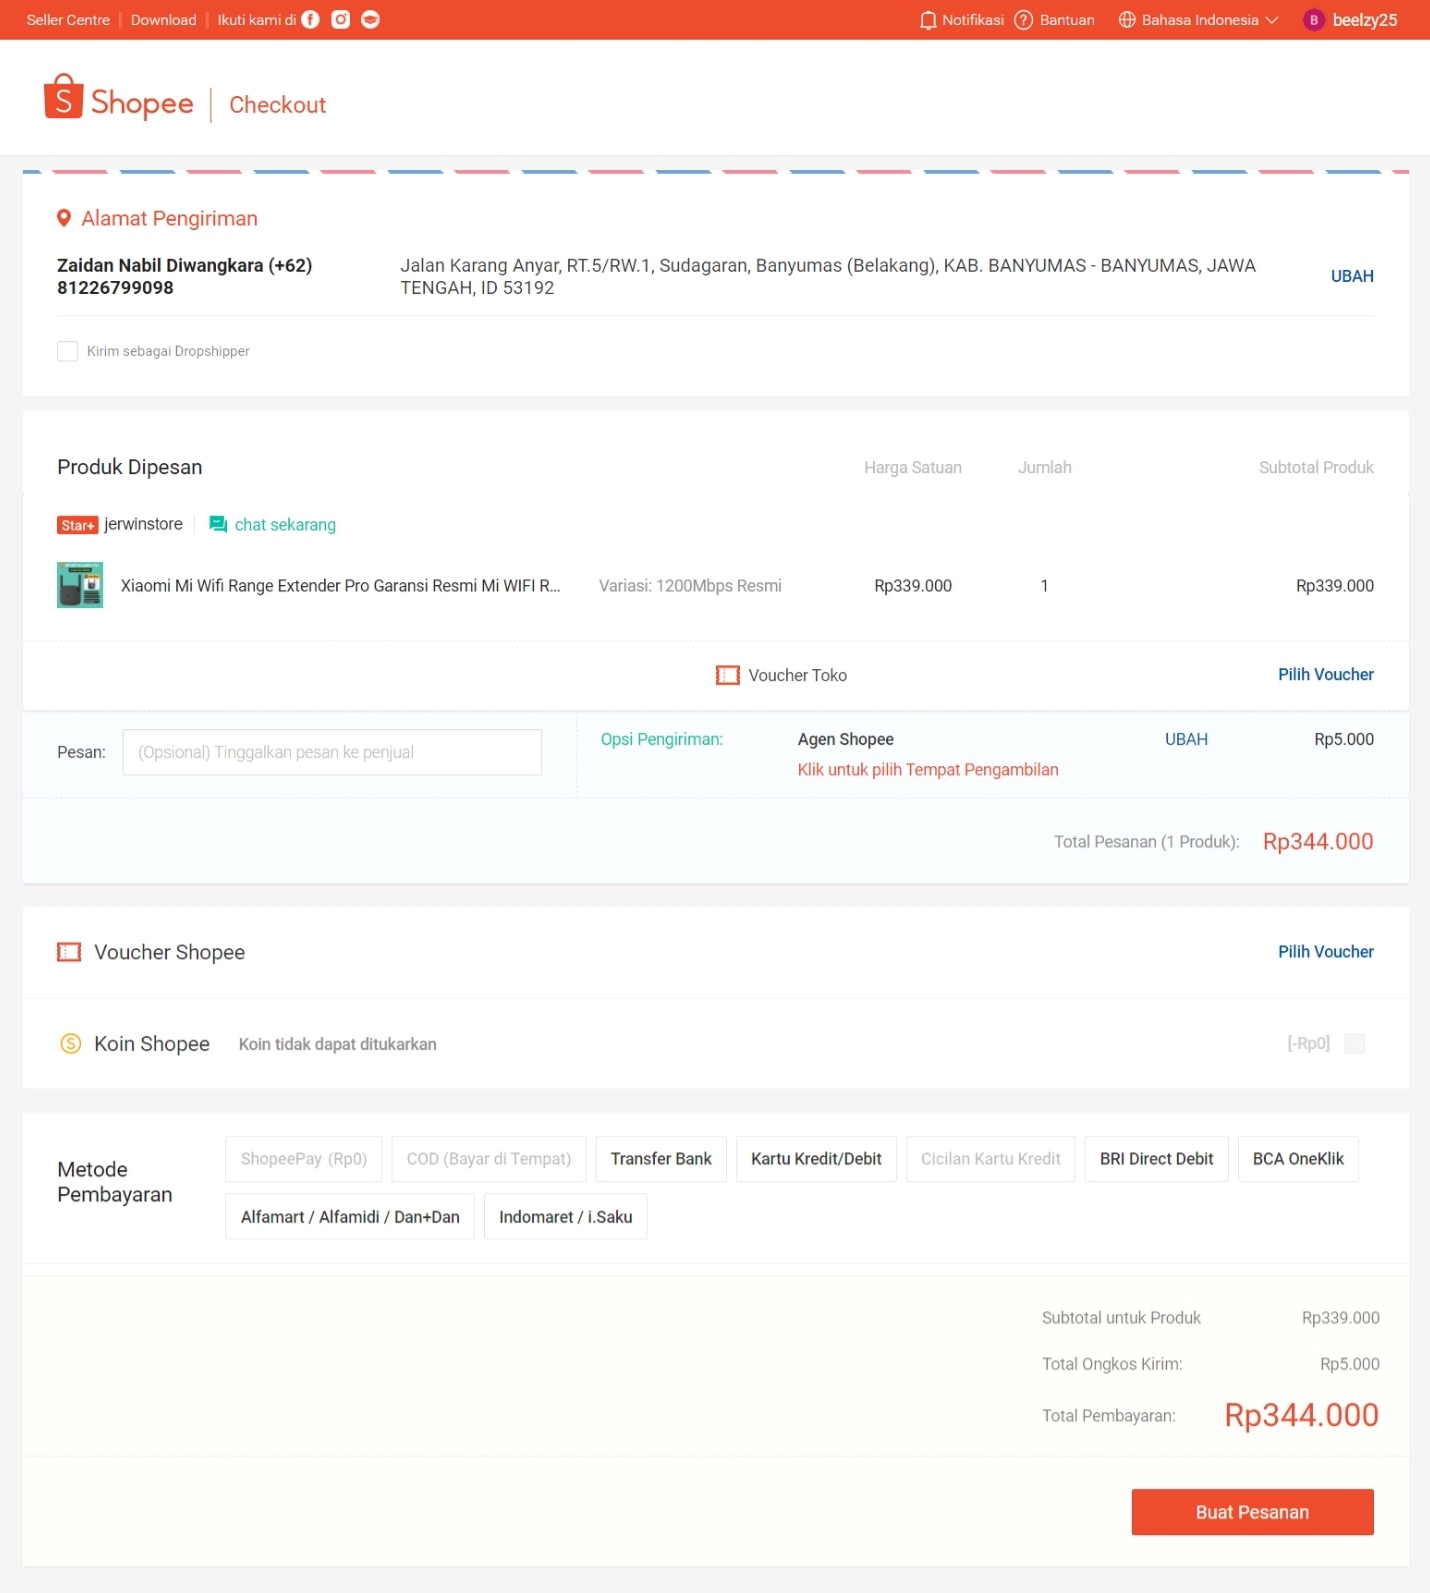 Seller Centre | Download | Ikuti kami di
Notifikasi Bantuan Bahasa Indonesia B beelzy25
Shopee | Checkout
Alamat Pengiriman
Zaidan Nabil Diwangkara (+62)
81226799098
Jalan Karang Anyar, RT.5/RW.1, Sudagaran, Banyumas (Belakang), KAB. BANYUMAS - BANYUMAS, JAWA
TENGAH, ID 53192
UBAH
Kirim sebagai Dropshipper
Produk Dipesan Harga Satuan Jumlah Subtotal Produk
Star+ jerwinstore chat sekarang
Xiaomi Mi Wifi Range Extender Pro Garansi Resmi Mi WIFI R... Variasi: 1200Mbps Resmi Rp339.000 1 Rp339.000
Voucher Toko Pilih Voucher
Pesan: (Opsional) Tinggalkan pesan ke penjual
Opsi Pengiriman: Agen Shopee UBAH Rp5.000
Klik untuk pilih Tempat Pengambilan
Total Pesanan (1 Produk): Rp344.000
Voucher Shopee Pilih Voucher
Koin Shopee Koin tidak dapat ditukarkan [-Rp0]
Metode
Pembayaran
ShopeePay (Rp0) COD (Bayar di Tempat) Transfer Bank Kartu Kredit/Debit Cicilan Kartu Kredit BRI Direct Debit BCA OneKlik
Alfamart / Alfamidi / Dan+Dan Indomaret / i.Saku
Subtotal untuk Produk Rp339.000
Total Ongkos Kirim: Rp5.000
Total Pembayaran: Rp344.000
Buat Pesanan